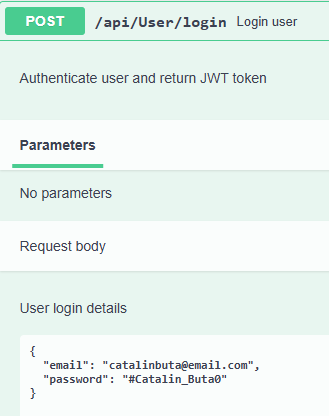 POST /api/User/login Login user
Authenticate user and return JWT token
Parameters
No parameters
Request body
User login details
{
  "email": "catalinbuta@email.com",
  "password": "#Catalin_Buta0"
}